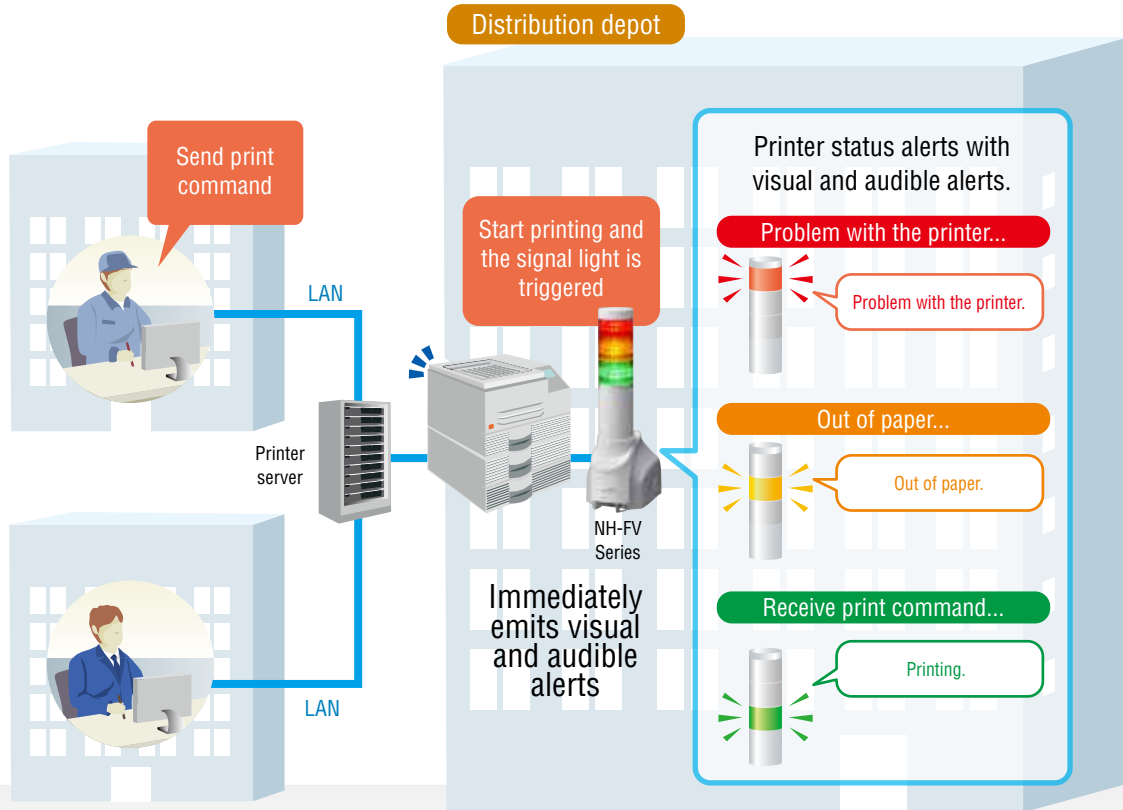 Distribution depot
Send print
command
LAN
Printer
server
LAN
Start printing and
the signal light is
triggered
NH-FV
Series
Immediately
emits visual
and audible
alerts
Printer status alerts with
visual and audible alerts.
Problem with the printer...
Problem with the printer.
Out of paper...
Out of paper.
Receive print command...
Printing.